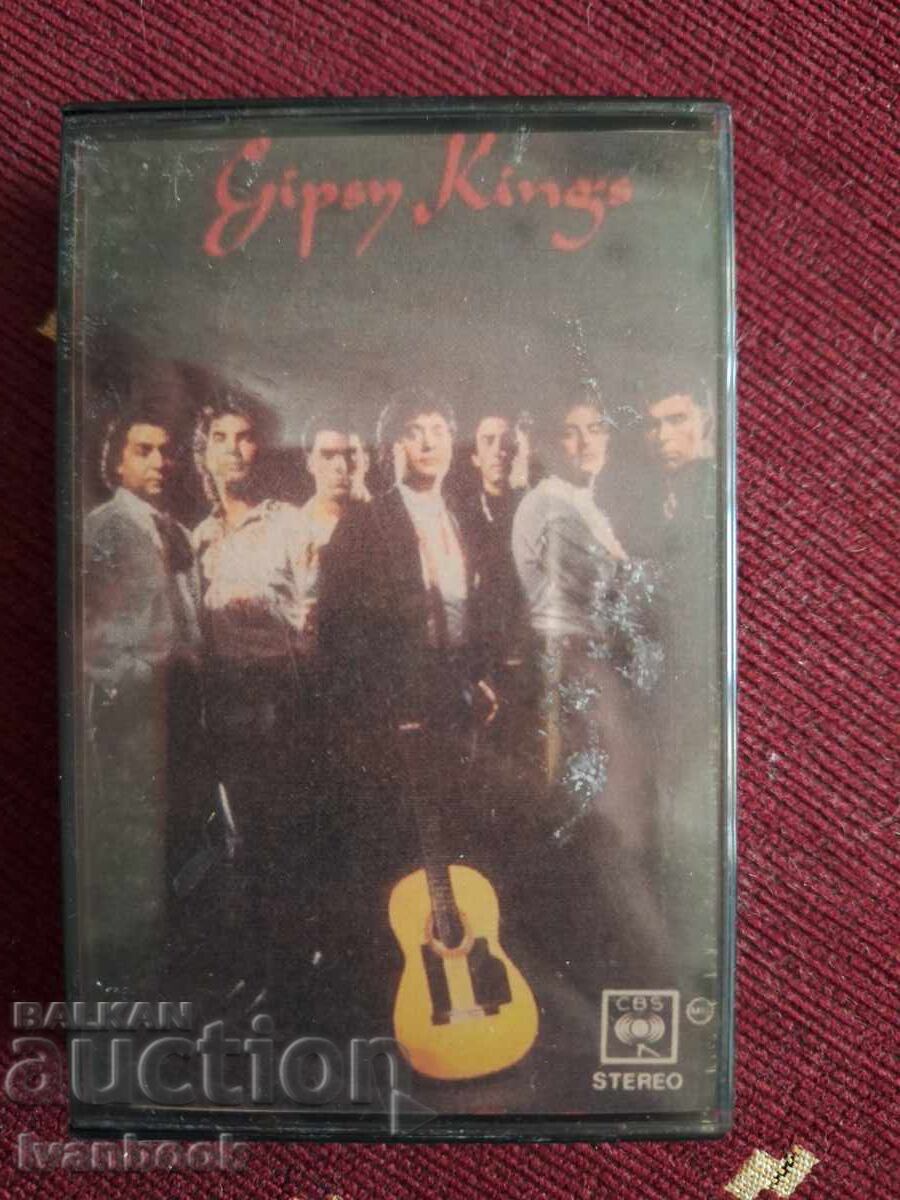 Gipsy Kings
CBS
STEREO
BALKAN
auction
Ivanbook